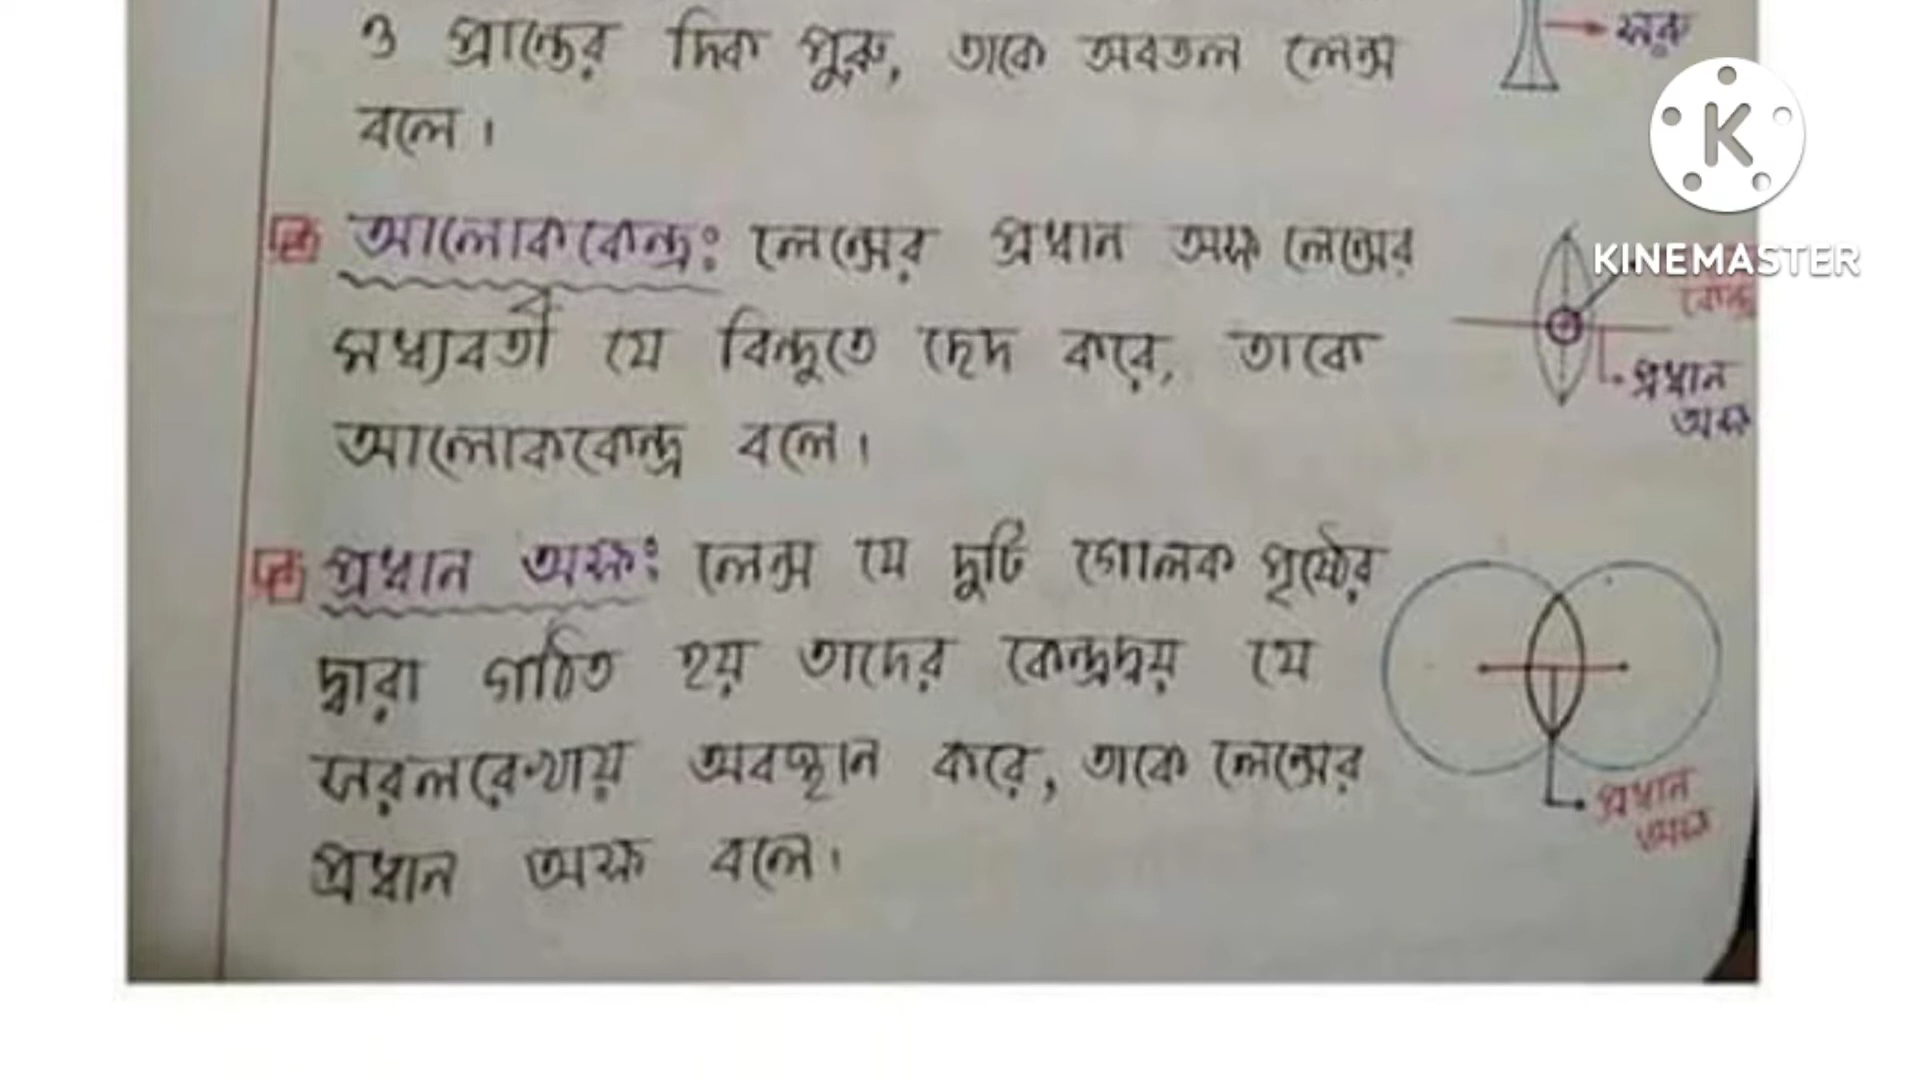 ও প্রান্তের দিক পুরু, তাকে অবতল লেন্স
বলে।
সরু
আলোককেন্দ্রঃ লেন্সের প্রধান অক্ষ লেন্সের
মধ্যবর্তী যে বিন্দুতে ছেদ করে, তাকে
আলোককেন্দ্র বলে।
KINEMASTER
কেন্দ্র
প্রধান
অক্ষ
প্রধান অক্ষঃ লেন্স যে দুটি গোলক পৃষ্ঠের
দ্বারা গঠিত হয় তাদের কেন্দ্রদ্বয় যে
সরলরেখায় অবস্থান করে, তাকে লেন্সের
প্রধান অক্ষ বলে।
প্রধান
অক্ষ